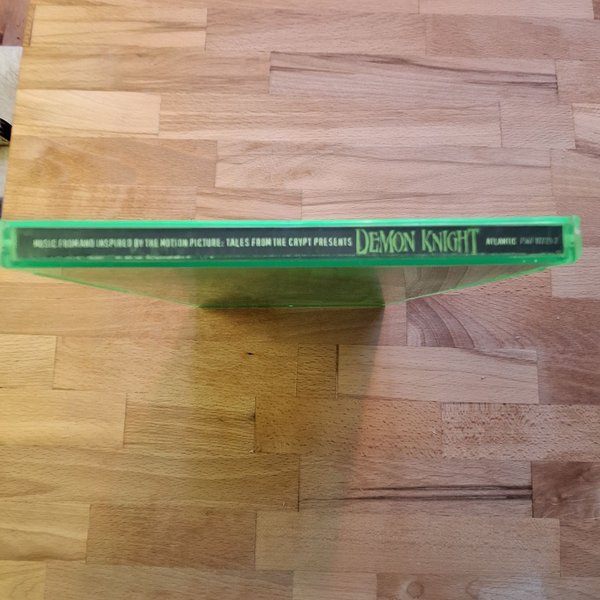 MUSIC FROM AND INSPIRED BY THE MOTION PICTURE: TALES FROM THE CRYPT PRESENTS DEMON KNIGHT ATLANTIC